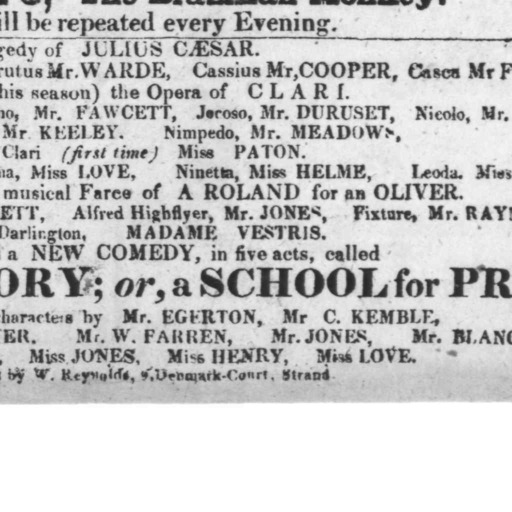 ill be repeated every Evening.
gedy of JULIUS CÆSAR.
rutus Mr.WARDE, Cassius Mr,COOPER, Casca Mr F
his season) the Opera of CLARI.
no, Mr. FAWCETT, Jocoso, Mr. DURUSET, Nicolo, Mr.
Mr. KEELEY. Nimpedo, Mr. MEADOWS,
Clari (first time) Miss PATON.
na, Miss LOVE, Ninetta, Miss HELME, Leoda. Miss
musical Farce of A ROLAND for an OLIVER.
ETT, Alfred Highflyer, Mr. JONES, Fixture, Mr. RAY
Darlington, MADAME VESTRIS.
a NEW COMEDY, in five acts, called
ORY; or, a SCHOOL for PR
haracters by Mr. EGERTON, Mr C. KEMBLE,
ER. Mr. W. FARREN, Mr. JONES, Mr. BLANC
, Miss JONES, Miss HENRY, Miss LOVE.
by W. Reynolds, 9, Denmark-Court, Strand